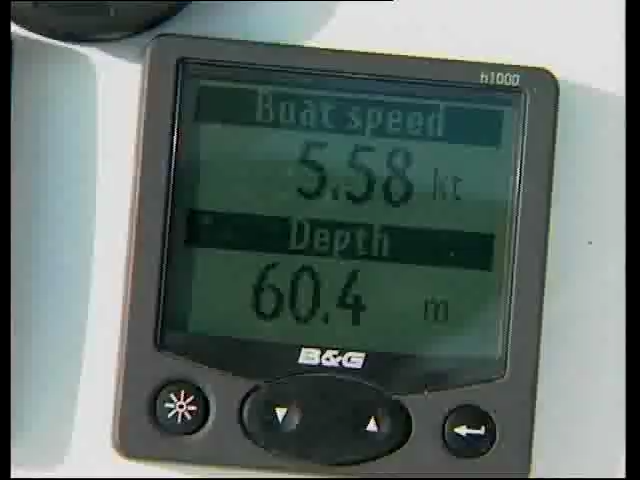 h1000
Boat speed
5.58 kt
Depth
60.4 m
B&G